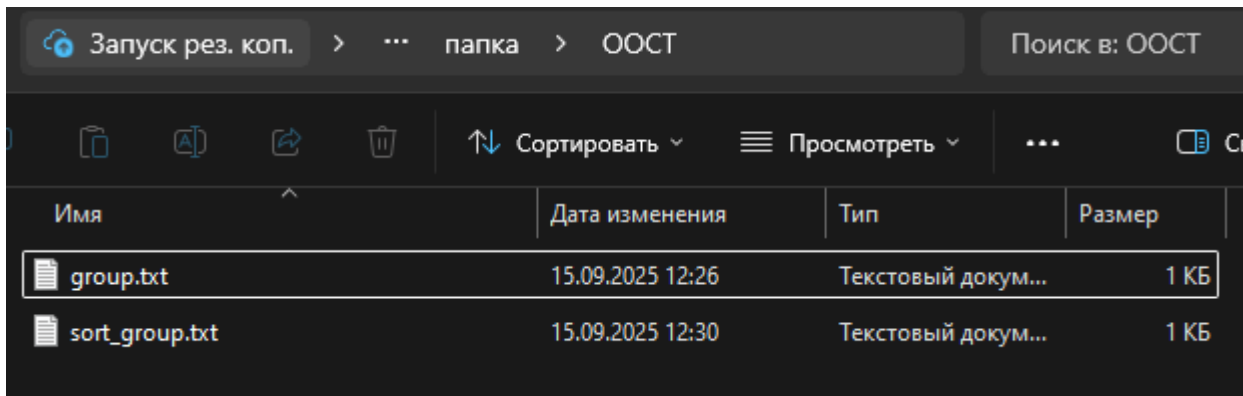 Запуск рез. коп. > ... папка > ООСТ Поиск в: ООСТ
Сортировать Просмотреть ...
Имя Дата изменения Тип Размер
group.txt 15.09.2025 12:26 Текстовый докум... 1 КБ
sort_group.txt 15.09.2025 12:30 Текстовый докум... 1 КБ